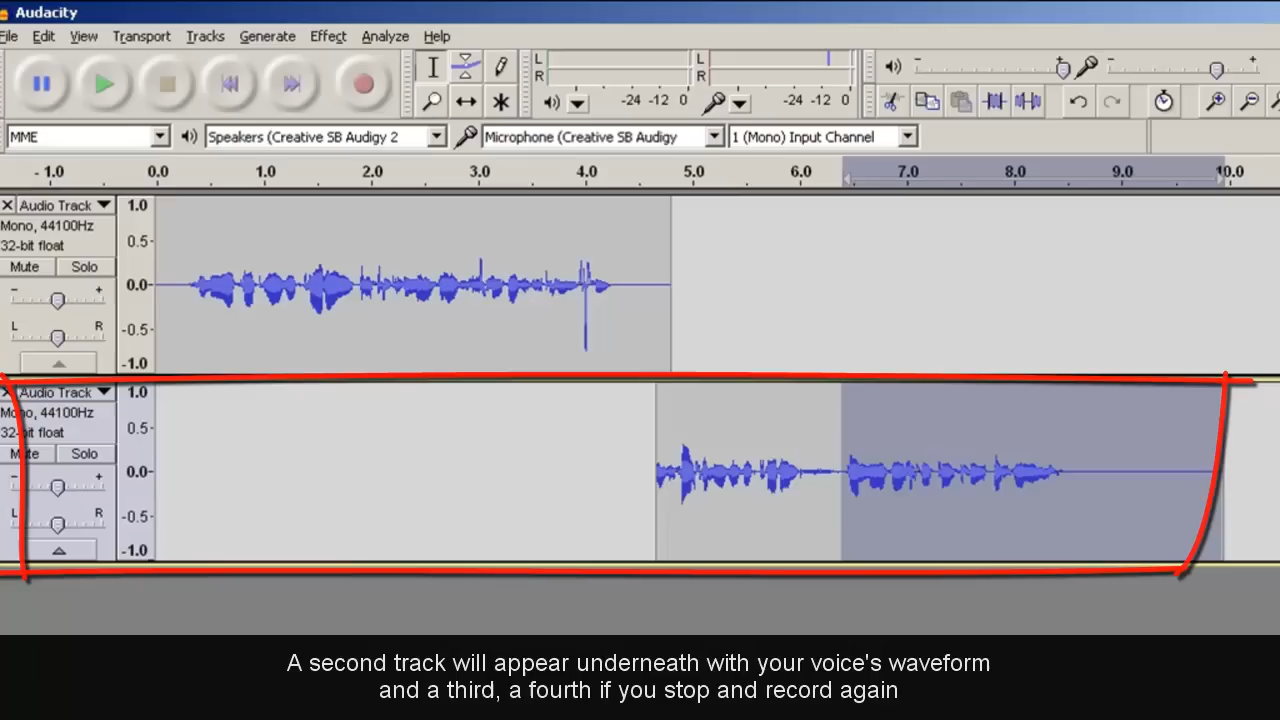 Audacity
File Edit View Transport Tracks Generate Effect Analyze Help
L
R
L
R
-24 -12 0
-24 -12 0
MME
Speakers (Creative SB Audigy 2
Microphone (Creative SB Audigy
1 (Mono) Input Channel
- 1.0 0.0 1.0 2.0 3.0 4.0 5.0 6.0 7.0 8.0 9.0 10.0
Audio Track
Mono, 44100Hz
32-bit float
Mute Solo
- +
L R
1.0
0.5
0.0
-0.5
-1.0
Audio Track
Mono, 44100Hz
32-bit float
Mute Solo
- +
L R
1.0
0.5
0.0
-0.5
-1.0
A second track will appear underneath with your voice's waveform
and a third, a fourth if you stop and record again